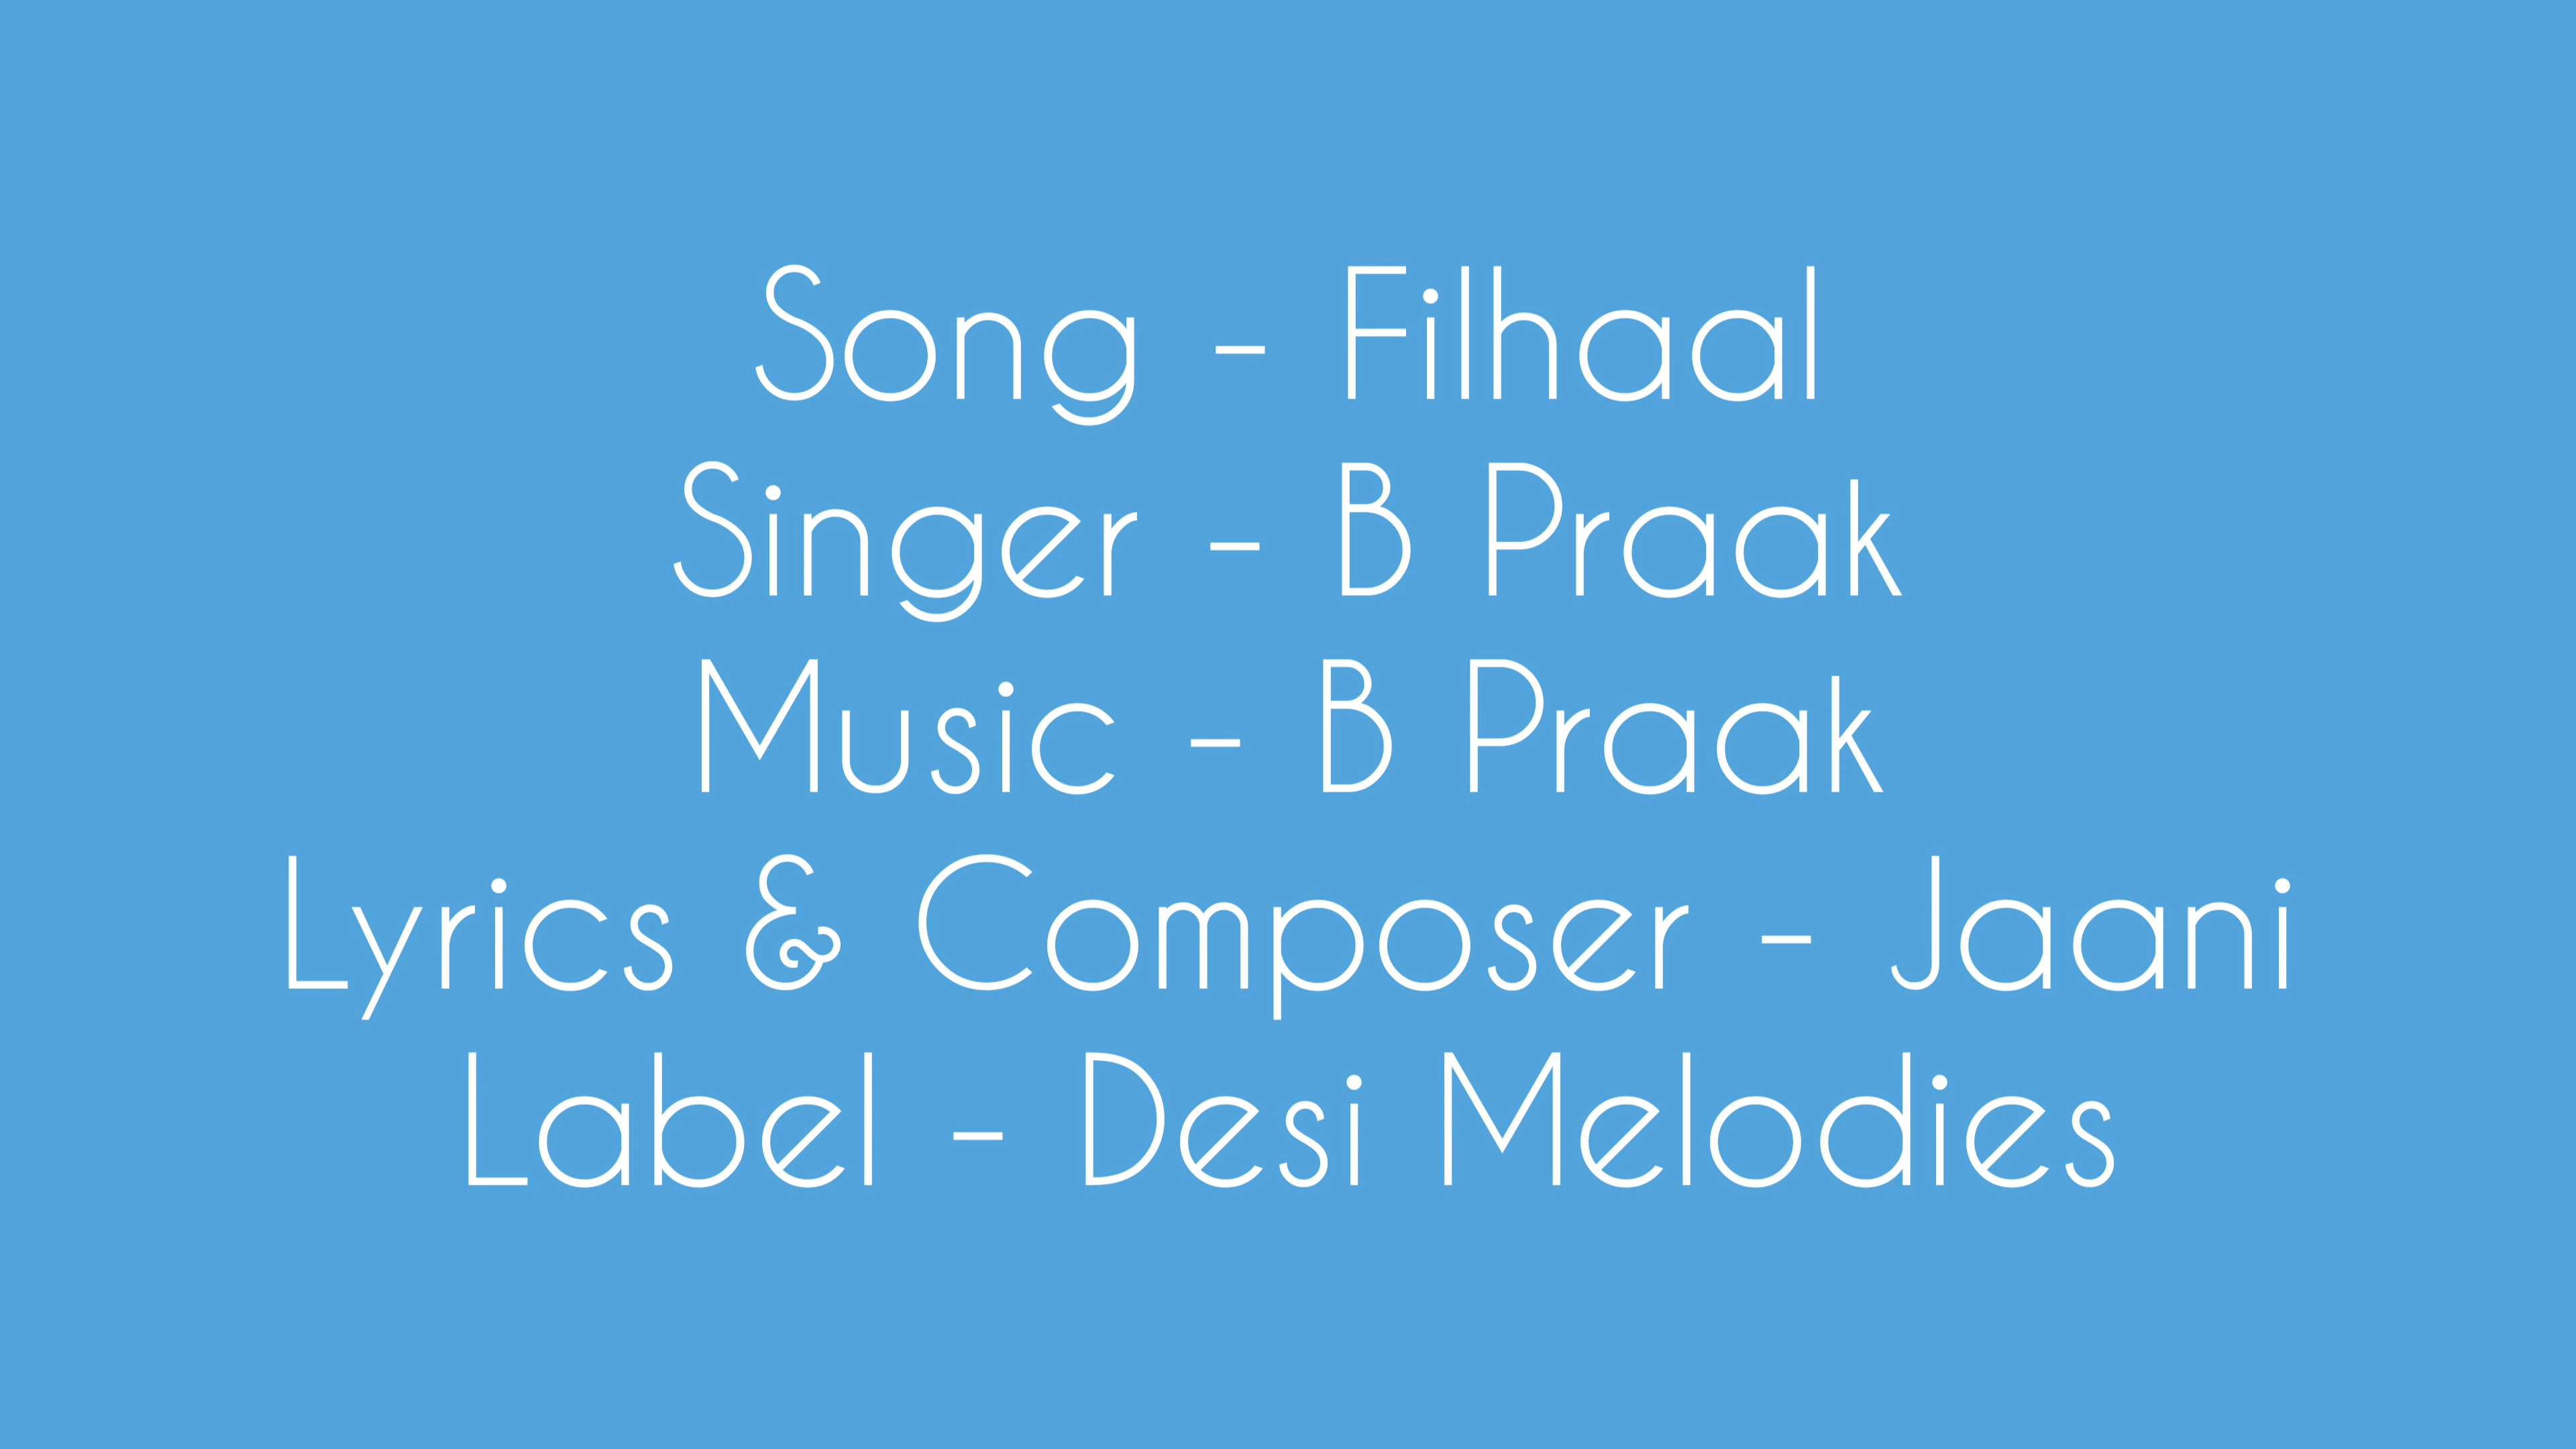 Song - Filhaal
Singer - B Praak
Music - B Praak
Lyrics & Composer - Jaani
Label - Desi Melodies